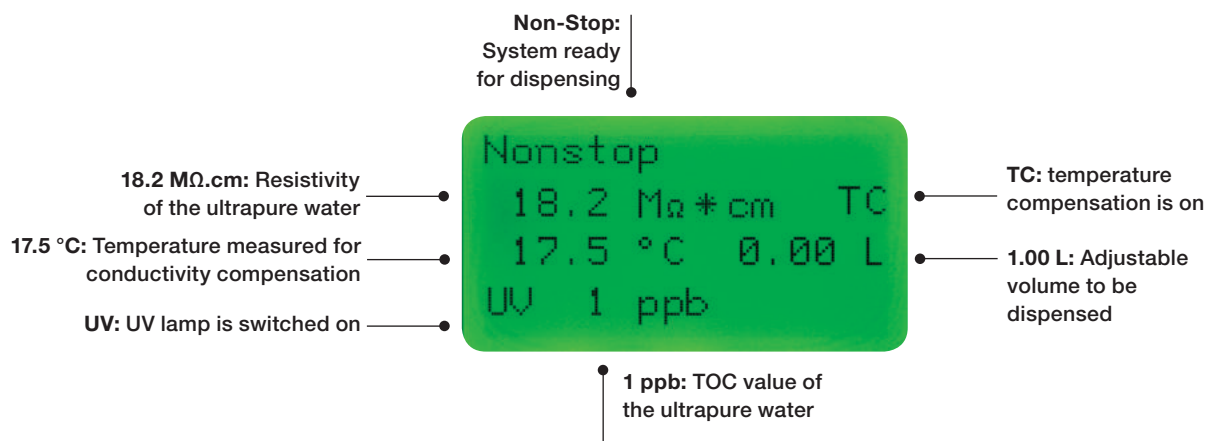 Non-Stop:
System ready
for dispensing
18.2 MΩ.cm: Resistivity
of the ultrapure water
17.5 °C: Temperature measured for
conductivity compensation
UV: UV lamp is switched on
Nonstop
18.2 MΩ*cm TC
17.5 °C 0.00 L
UV 1 ppb
TC: temperature
compensation is on
1.00 L: Adjustable
volume to be
dispensed
1 ppb: TOC value of
the ultrapure water